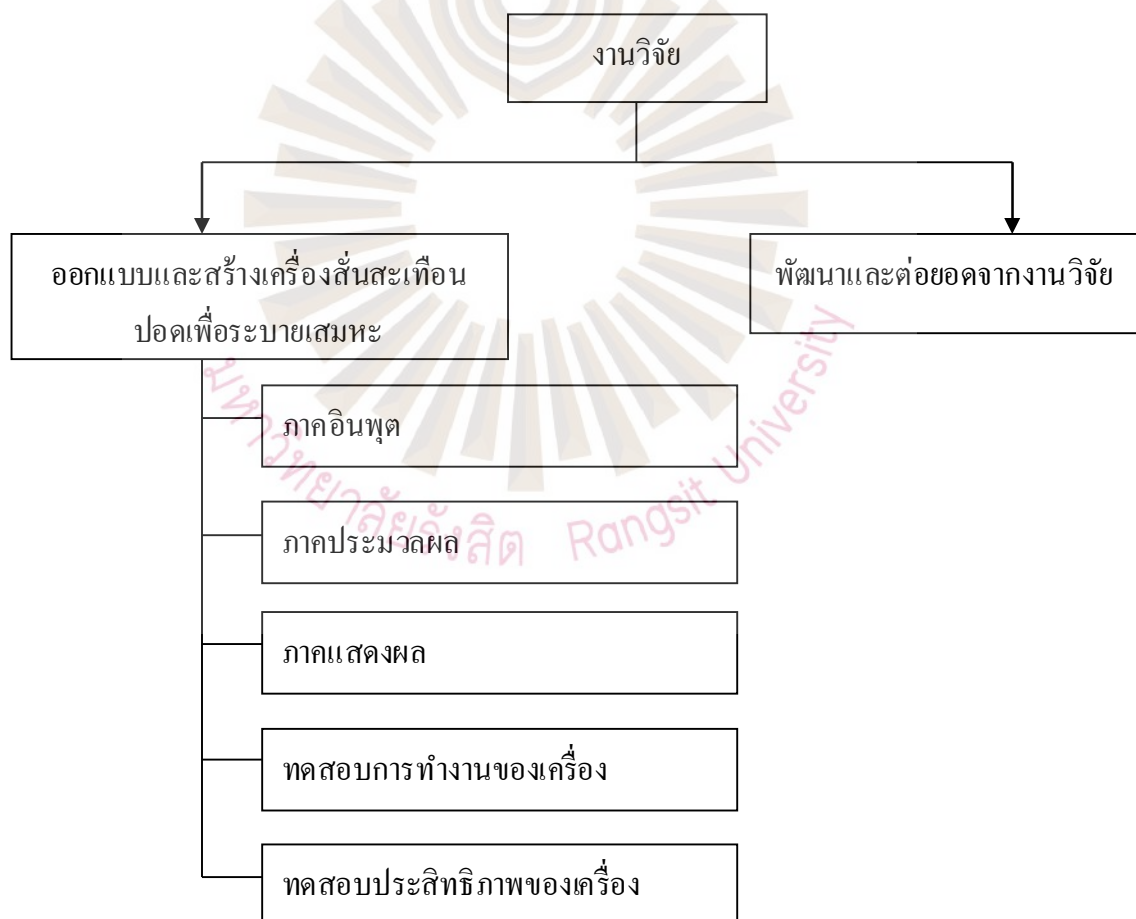 งานวิจัย
ออกแบบและสร้างเครื่องสั่นสะเทือน
ปอดเพื่อระบายเสมหะ
พัฒนาและต่อยอดจากงานวิจัย
ภาคอินพุต
ภาคประมวลผล
ภาคแสดงผล
ทดสอบการทำงานของเครื่อง
ทดสอบประสิทธิภาพของเครื่อง
มหาวิทยาลัยรังสิต Rangsit University